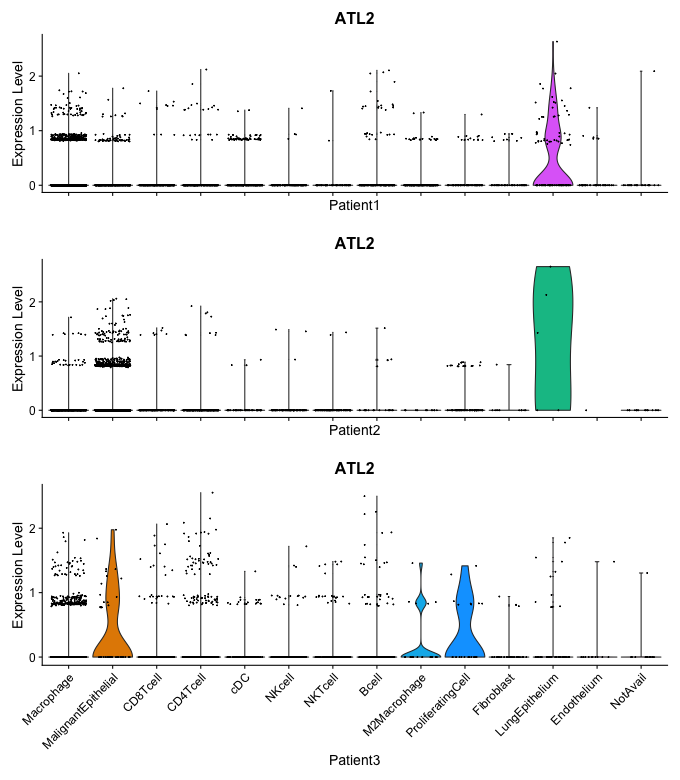 ATL2
Expression Level
2
1
0
Patient1
ATL2
Expression Level
2
1
0
Patient2
ATL2
Expression Level
2
1
0
Macrophage
MalignantEpithelial
CD8Tcell
CD4Tcell
cDC
NKcell
NKTcell
Bcell
M2Macrophage
ProliferatingCell
Fibroblast
LungEpithelium
Endothelium
NotAvail
Patient3